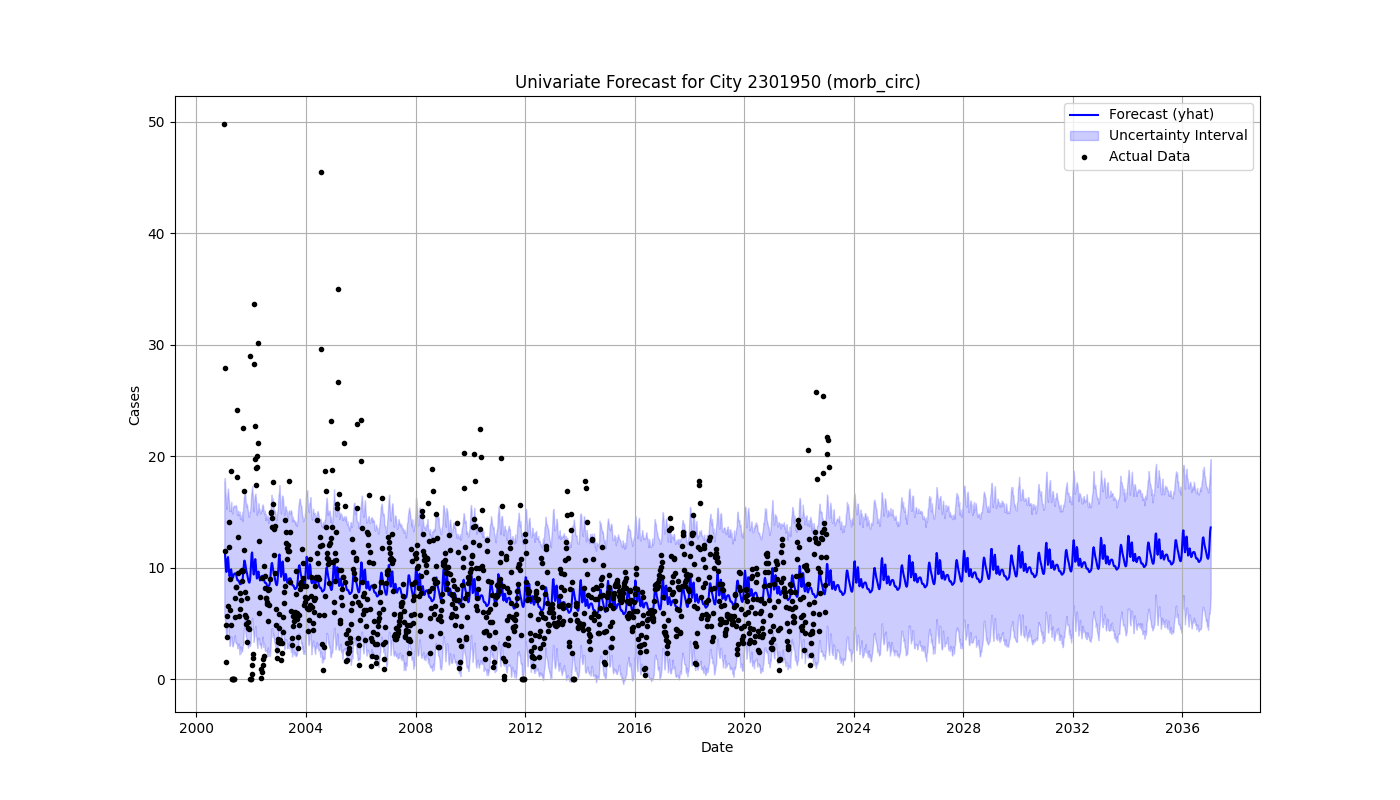 Univariate Forecast for City 2301950 (morb_circ)
Forecast (yhat)
Uncertainty Interval
Actual Data
50
40
30
20
10
0
Cases
2000 2004 2008 2012 2016 2020 2024 2028 2032 2036
Date